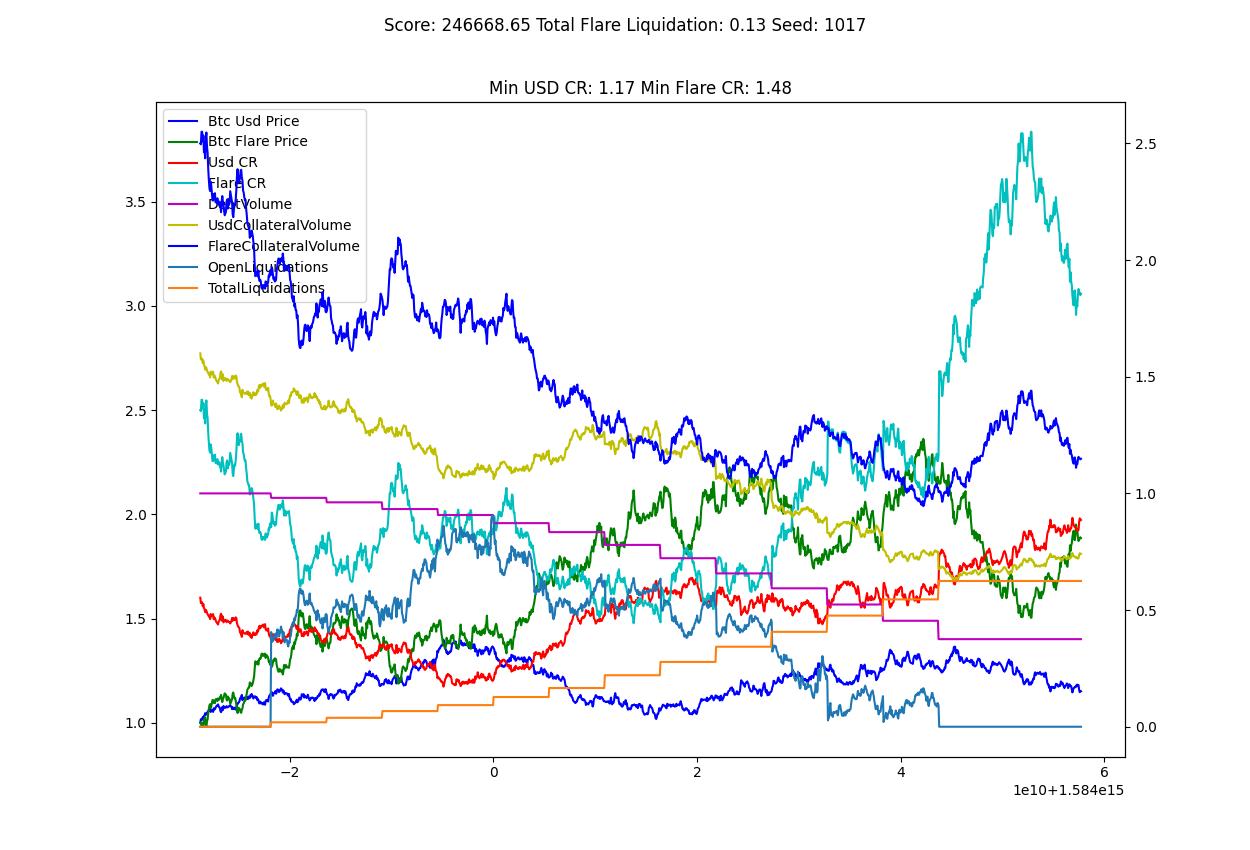 Score: 246668.65 Total Flare Liquidation: 0.13 Seed: 1017
Min USD CR: 1.17 Min Flare CR: 1.48
Btc Usd Price
Btc Flare Price
Usd CR
Flare CR
DebtVolume
UsdCollateralVolume
FlareCollateralVolume
OpenLiquidations
TotalLiquidations
3.5
3.0
2.5
2.0
1.5
1.0
2.5
2.0
1.5
1.0
0.5
0.0
−2 0 2 4 6
1e10+1.584e15